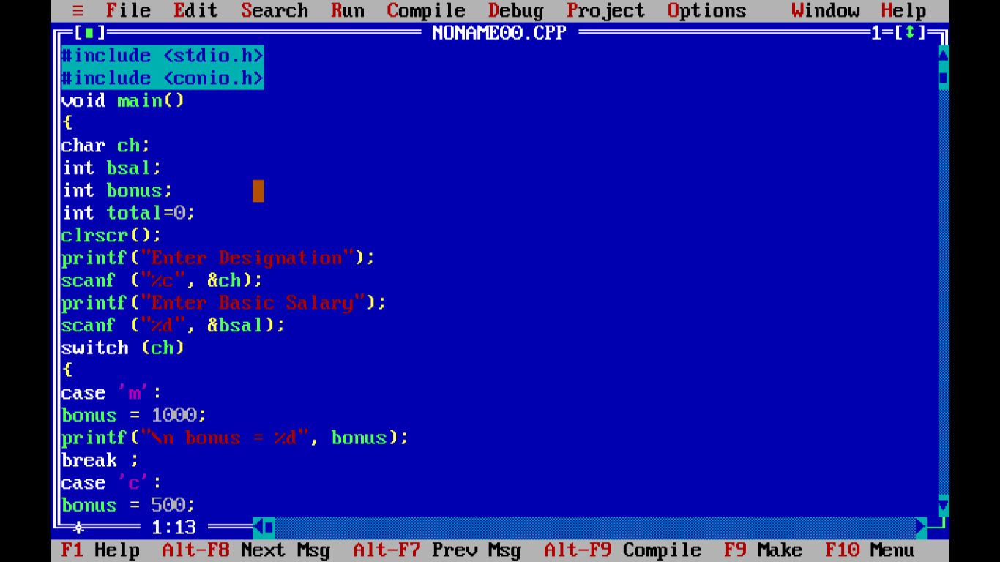 ≡ File Edit Search Run Compile Debug Project Options Window Help
[■] NONAME00.CPP 1=[↕]
#include <stdio.h>
#include <conio.h>
void main()
{
char ch;
int bsal;
int bonus;
int total=0;
clrscr();
printf("Enter Designation");
scanf ("%c", &ch);
printf("Enter Basic Salary");
scanf ("%d", &bsal);
switch (ch)
{
case 'm':
bonus = 1000;
printf("\n bonus = %d", bonus);
break ;
case 'c':
bonus = 500;
1:13
F1 Help Alt-F8 Next Msg Alt-F7 Prev Msg Alt-F9 Compile F9 Make F10 Menu